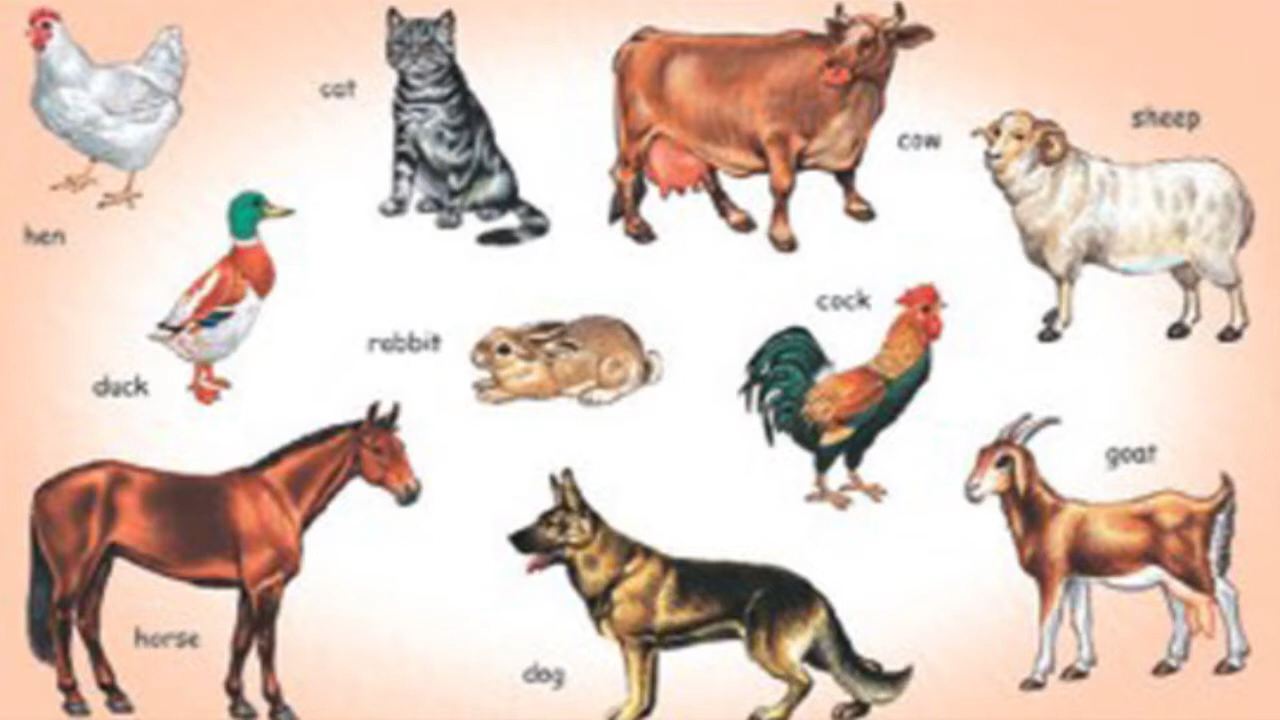 cat
sheep
cow
hen
cock
rabbit
duck
goat
horse
dog